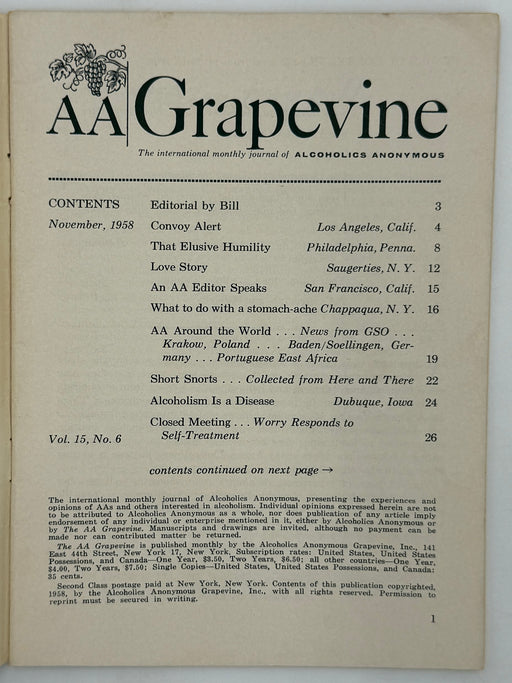 AA Grapevine
The international monthly journal of ALCOHOLICS ANONYMOUS
CONTENTS
November, 1958
Editorial by Bill 3
Convoy Alert Los Angeles, Calif. 4
That Elusive Humility Philadelphia, Penna. 8
Love Story Saugerties, N. Y. 12
An AA Editor Speaks San Francisco, Calif. 15
What to do with a stomach-ache Chappaqua, N. Y. 16
AA Around the World . . . News from GSO . . .
Krakow, Poland . . . Baden/Soellingen, Ger-
many . . . Portuguese East Africa 19
Short Snorts . . . Collected from Here and There 22
Alcoholism Is a Disease Dubuque, Iowa 24
Closed Meeting . . . Worry Responds to
Self-Treatment 26
Vol. 15, No. 6
contents continued on next page →
The international monthly journal of Alcoholics Anonymous, presenting the experiences and
opinions of AAs and others interested in alcoholism. Individual opinions expressed herein are not
to be attributed to Alcoholics Anonymous as a whole, nor does publication of any article imply
endorsement of any individual or enterprise mentioned in it, either by Alcoholics Anonymous or
by The AA Grapevine. Manuscripts and drawings are invited, although no payment can be
made nor can contributed matter be returned.
The AA Grapevine is published monthly by the Alcoholics Anonymous Grapevine, Inc., 141
East 44th Street, New York 17, New York, Subscription rates: United States, United States
Possessions, and Canada—One Year, $3.50, Two Years, $6.50; all other countries—One Year,
$4.00, Two Years, $7.50; Single Copies—United States, United States Possessions, and Canada:
35 cents.
Second Class postage paid at New York, New York. Contents of this publication copyrighted,
1958, by the Alcoholics Anonymous Grapevine, Inc., with all rights reserved. Permission to
reprint must be secured in writing.
1